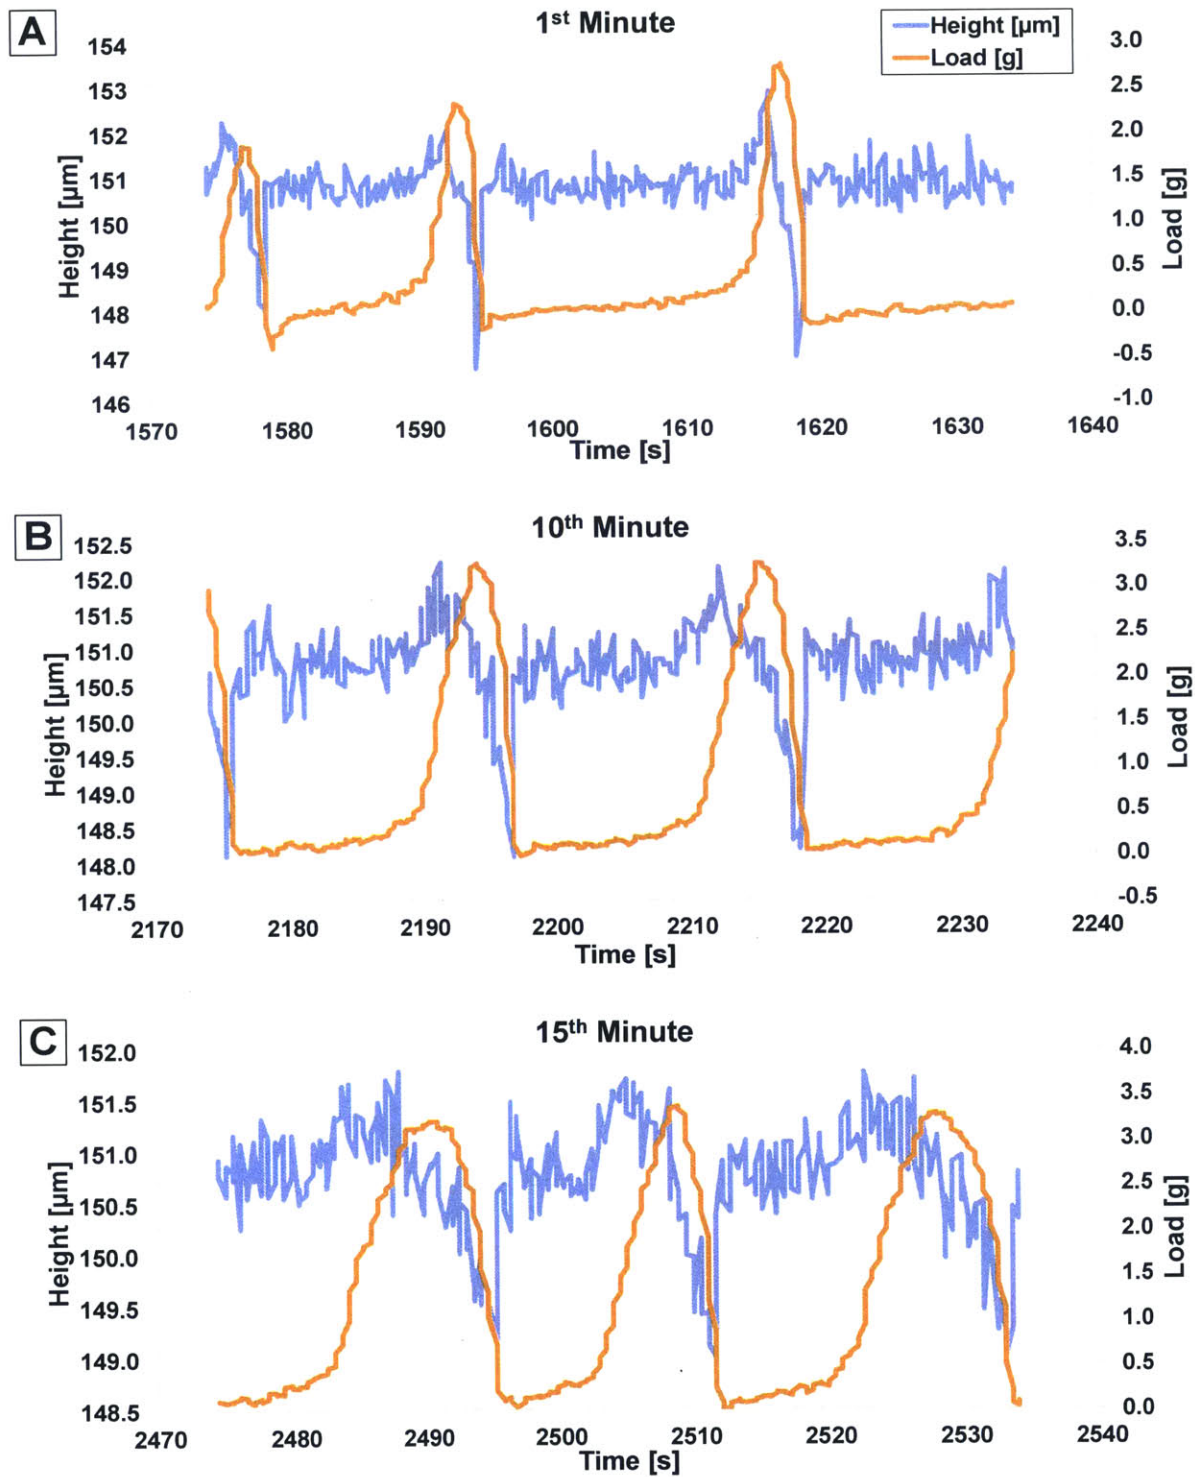 A
1st Minute
Height [µm]
Load [g]
154
153
152
151
150
149
148
147
146
Height [µm]
3.0
2.5
2.0
1.5
1.0
0.5
0.0
-0.5
-1.0
Load [g]
1570 1580 1590 1600 1610 1620 1630 1640
Time [s]
B
10th Minute
152.5
152.0
151.5
151.0
150.5
150.0
149.5
149.0
148.5
148.0
147.5
Height [µm]
3.5
3.0
2.5
2.0
1.5
1.0
0.5
0.0
-0.5
Load [g]
2170 2180 2190 2200 2210 2220 2230 2240
Time [s]
C
15th Minute
152.0
151.5
151.0
150.5
150.0
149.5
149.0
148.5
Height [µm]
4.0
3.5
3.0
2.5
2.0
1.5
1.0
0.5
0.0
Load [g]
2470 2480 2490 2500 2510 2520 2530 2540
Time [s]